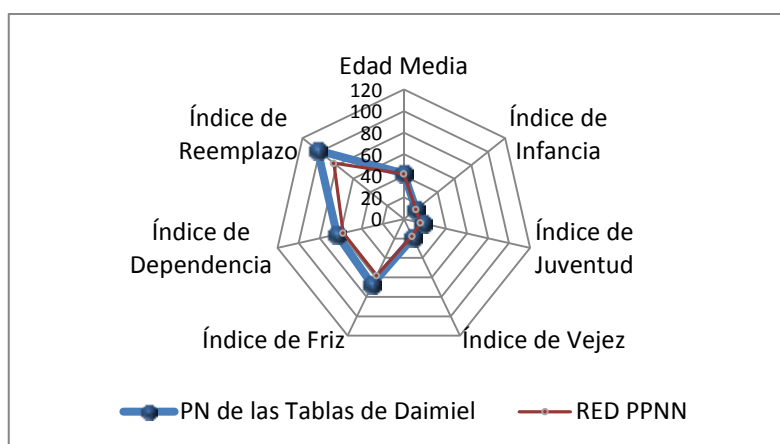 Edad Media
120
100
80
60
40
20
0
Índice de
Infancia
Índice de
Juventud
Índice de Vejez
Índice de Friz
Índice de
Dependencia
Índice de
Reemplazo
PN de las Tablas de Daimiel
RED PPNN